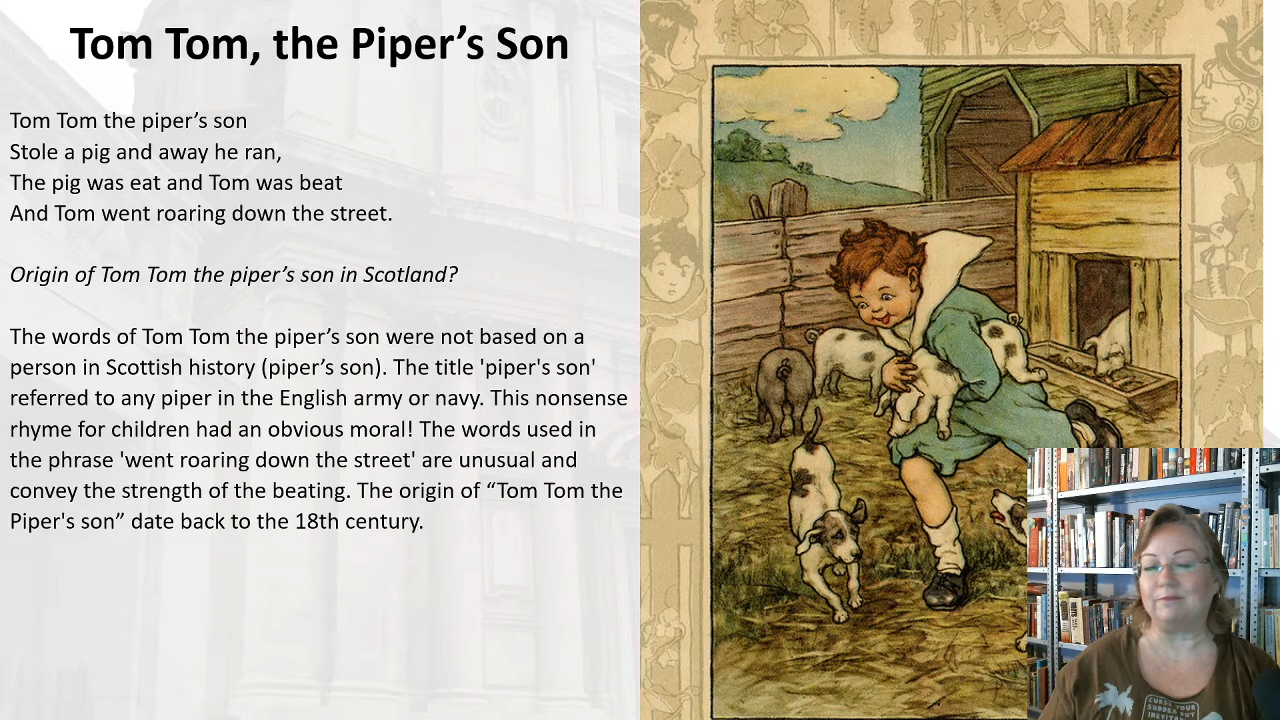 Tom Tom, the Piper’s Son
Tom Tom the piper’s son
Stole a pig and away he ran,
The pig was eat and Tom was beat
And Tom went roaring down the street.
Origin of Tom Tom the piper’s son in Scotland?
The words of Tom Tom the piper’s son were not based on a
person in Scottish history (piper’s son). The title 'piper's son'
referred to any piper in the English army or navy. This nonsense
rhyme for children had an obvious moral! The words used in
the phrase 'went roaring down the street' are unusual and
convey the strength of the beating. The origin of “Tom Tom the
Piper's son” date back to the 18th century.
CURSE YOUR
SUDDEN BUT
INEVITABLE